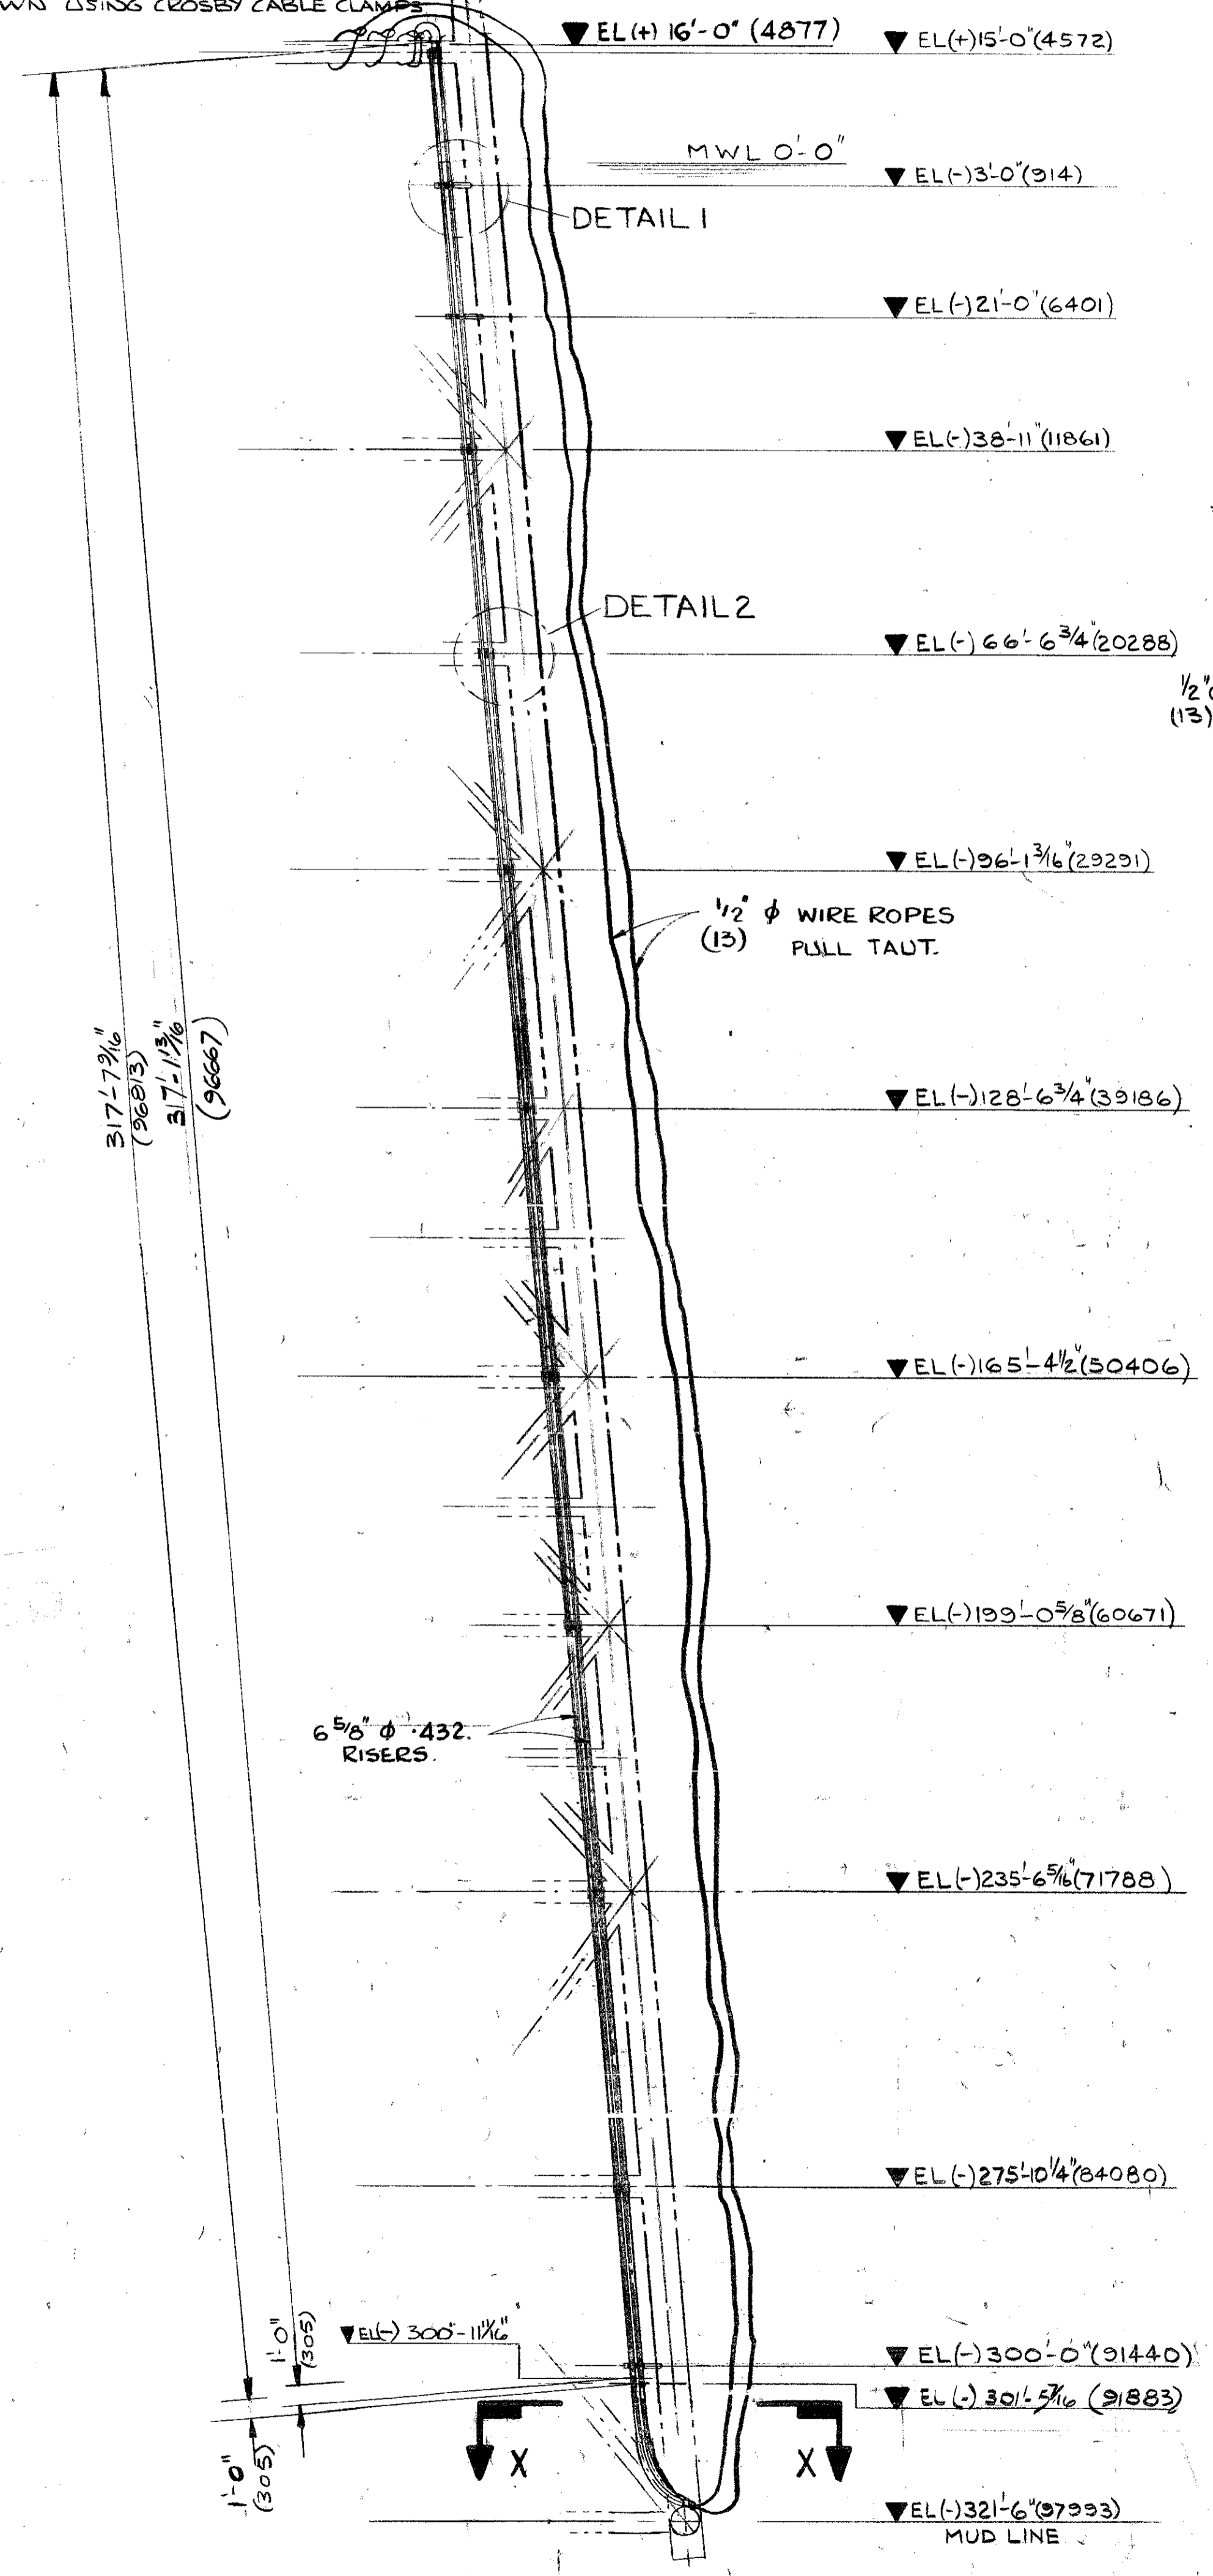 WN USING CROSBY CABLE CLAMPS
EL(+) 16'-0" (4877)
EL(+)15'-0"(4572)
MWL 0'-0"
EL(-)3'-0"(914)
DETAIL 1
EL(-)21'-0"(6401)
EL(-)38'-11"(11861)
DETAIL 2
EL(-) 66'-6 3/4"(20288)
1/2"
(13)
EL(-)96'-1 3/16"(29291)
1/2" ϕ WIRE ROPES
(13) PULL TAUT.
317'-7 9/16"
(96813)
317'-1 13/16"
(96667)
EL(-)128'-6 3/4"(39186)
EL(-)165'-4 1/2"(50406)
EL(-)199'-0 5/8"(60671)
6 5/8" ϕ .432.
RISERS.
EL(-)235'-6 5/16"(71788)
EL(-)275'-10 1/4"(84080)
1'-0"
(305)
EL(-) 300'-11 1/16"
EL(-)300'-0"(91440)
EL(-) 301'-5 7/16 (91883)
X X
1'-0"
(305)
EL(-)321'-6"(97993)
MUD LINE